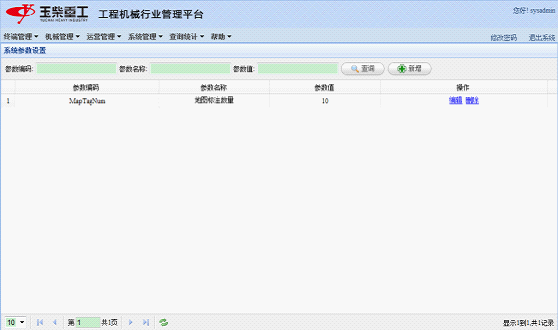 玉柴重工 工程机械行业管理平台 您好! sysadmin
YUCHAI HEAVY INDUSTRY
终端管理 机械管理 运营管理 系统管理 查询统计 帮助 修改密码 退出系统
系统参数设置
参数编码: 参数名称: 参数值: 查询 新增
参数编码 参数名称 参数值 操作
1 MapTagNum 地图标注数量 10 编辑 删除
10 第 1 共1页 显示1到1,共1记录